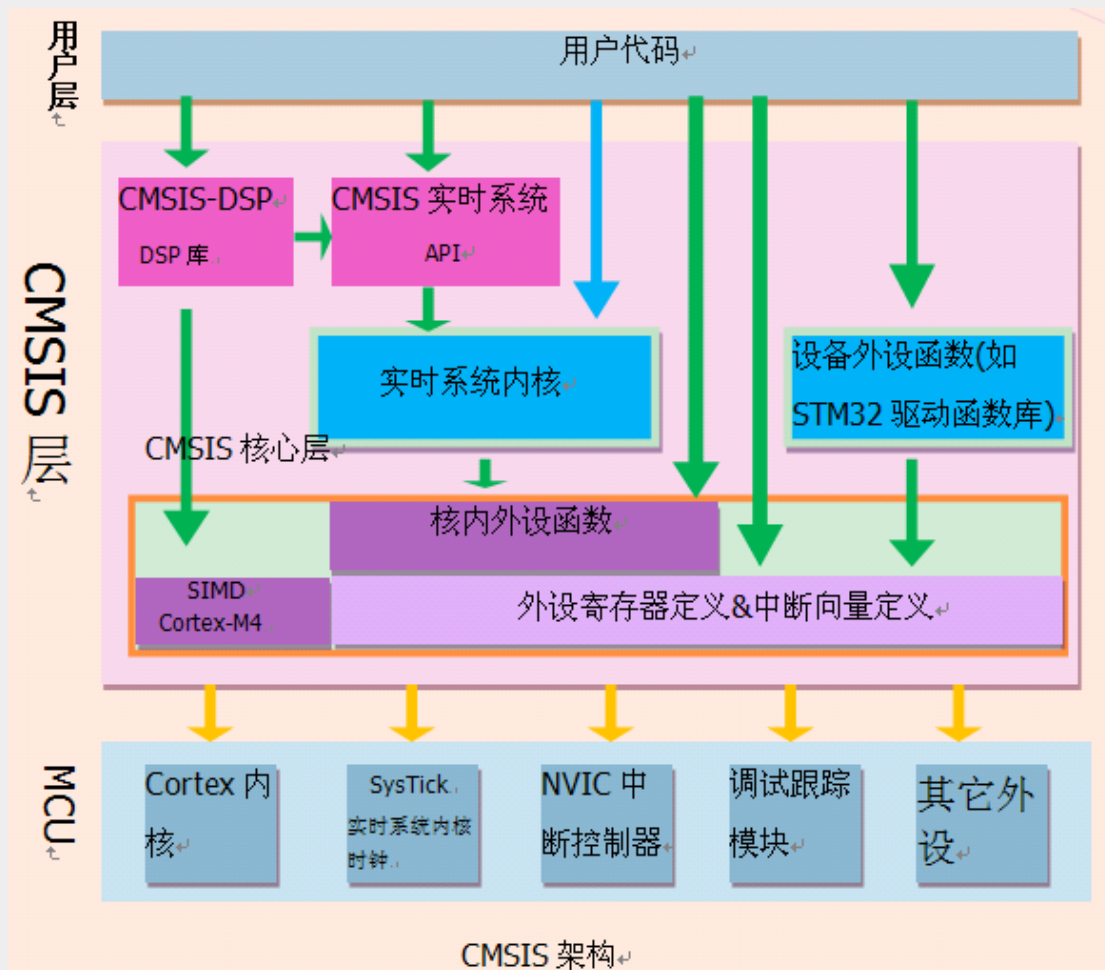 用户层
用户代码
CMSIS 层
CMSIS-DSP
DSP 库
CMSIS 实时系统
API
实时系统内核
设备外设函数(如
STM32 驱动函数库)
CMSIS 核心层
核内外设函数
SIMD
Cortex-M4
外设寄存器定义&中断向量定义
MCU
Cortex 内
核
SysTick
实时系统内核
时钟
NVIC 中
断控制器
调试跟踪
模块
其它外
设
CMSIS 架构